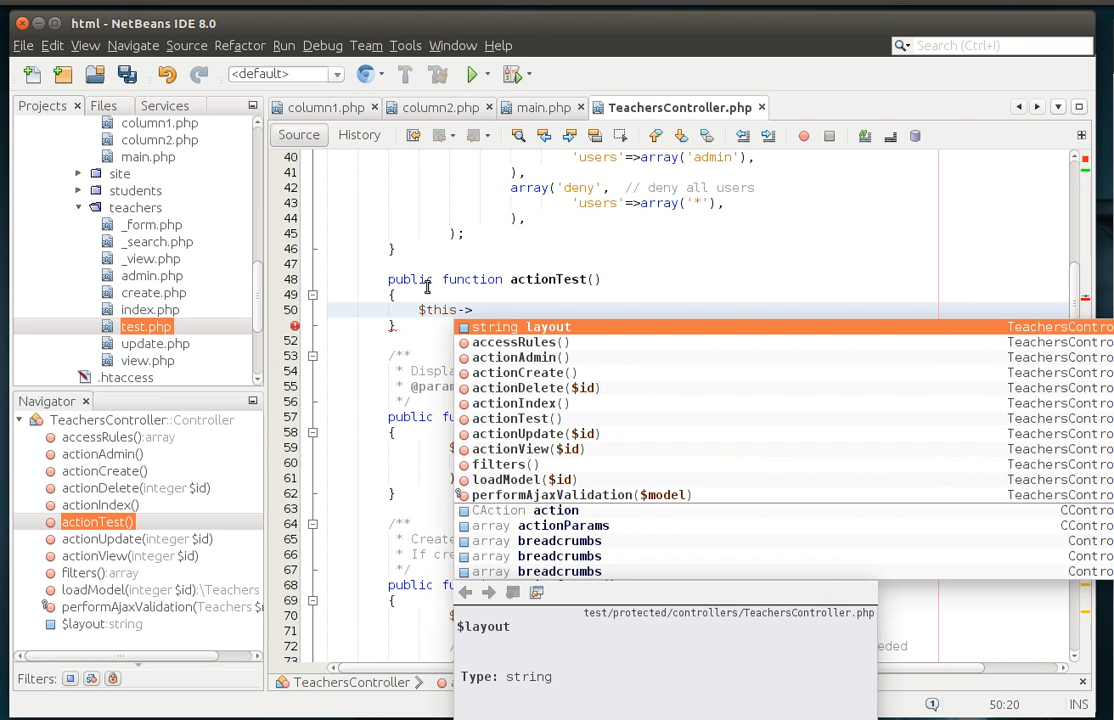 html - NetBeans IDE 8.0
File Edit View Navigate Source Refactor Run Debug Team Tools Window Help
Search (Ctrl+I)
<default>
Projects Files Services
column1.php
column2.php
main.php
site
students
teachers
_form.php
_search.php
_view.php
admin.php
create.php
index.php
test.php
update.php
view.php
.htaccess
Navigator
TeachersController::Controller
accessRules():array
actionAdmin()
actionCreate()
actionDelete(integer $id)
actionIndex()
actionTest()
actionUpdate(integer $id)
actionView(integer $id)
filters():array
loadModel(integer $id):\Teachers
performAjaxValidation(Teachers $
$layout:string
Filters:
column1.php column2.php main.php TeachersController.php
Source History
40 'users'=>array('admin'),
41 ),
42 array('deny', // deny all users
43 'users'=>array('*'),
44 ),
45 );
46 }
48 public function actionTest()
49 {
50 $this->
}
52
53 /**
54 * Displa
55 * @param
56 */
57 public fu
58 {
59 $
60
61 )
62 }
63
64 /**
65 * Create
66 * If cre
67 */
68 public fu
69 {
70 $
71
72 eded
73
string layout TeachersContro
accessRules() TeachersContro
actionAdmin() TeachersContro
actionCreate() TeachersContro
actionDelete($id) TeachersContro
actionIndex() TeachersContro
actionTest() TeachersContro
actionUpdate($id) TeachersContro
actionView($id) TeachersContro
filters() TeachersContro
loadModel($id) TeachersContro
performAjaxValidation($model) TeachersContro
CAction action CContro
array actionParams CContro
array breadcrumbs Contro
array breadcrumbs Contro
array breadcrumbs Contro
test/protected/controllers/TeachersController.php
$layout
Type: string
TeachersController
1 50:20 INS